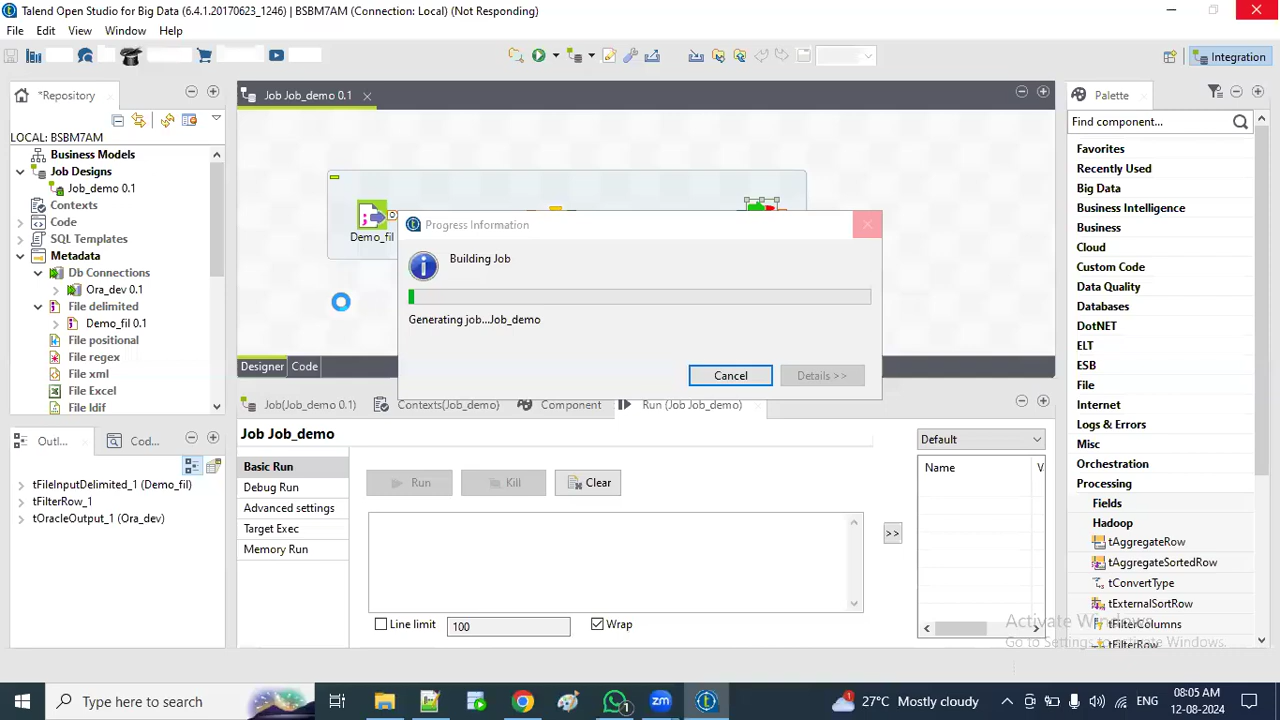 Talend Open Studio for Big Data (6.4.1.20170623_1246) | BSBM7AM (Connection: Local) (Not Responding)
File Edit View Window Help
Integration
*Repository
Job Job_demo 0.1
Palette
LOCAL: BSBM7AM
Find component...
Business Models
Job Designs
Job_demo 0.1
Contexts
Code
SQL Templates
Metadata
Db Connections
Ora_dev 0.1
File delimited
Demo_fil 0.1
File positional
File regex
File xml
File Excel
File ldif
Demo_fil
Progress Information
Building Job
Generating job...Job_demo
Cancel
Details >>
Designer Code
Favorites
Recently Used
Big Data
Business Intelligence
Business
Cloud
Custom Code
Data Quality
Databases
DotNET
ELT
ESB
File
Internet
Logs & Errors
Misc
Orchestration
Processing
Fields
Hadoop
tAggregateRow
tAggregateSortedRow
tConvertType
tExternalSortRow
tFilterColumns
tFilterRow
Outl...
Cod...
tFileInputDelimited_1 (Demo_fil)
tFilterRow_1
tOracleOutput_1 (Ora_dev)
Job(Job_demo 0.1)
Contexts(Job_demo)
Component
Run (Job Job_demo)
Job Job_demo
Basic Run
Debug Run
Advanced settings
Target Exec
Memory Run
Run
Kill
Clear
>>
Line limit
100
Wrap
Default
Name
V
Activate Windows
Go to Settings to activate Windows.
Type here to search
1
27°C Mostly cloudy
ENG
08:05 AM
12-08-2024